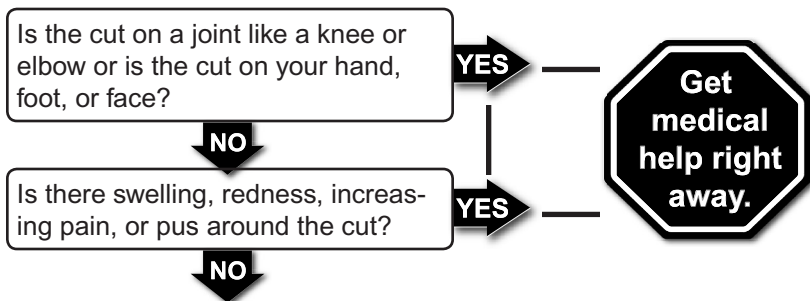 Is the cut on a joint like a knee or
elbow or is the cut on your hand,
foot, or face?
YES
NO
Is there swelling, redness, increas-
ing pain, or pus around the cut?
YES
NO
Get
medical
help right
away.